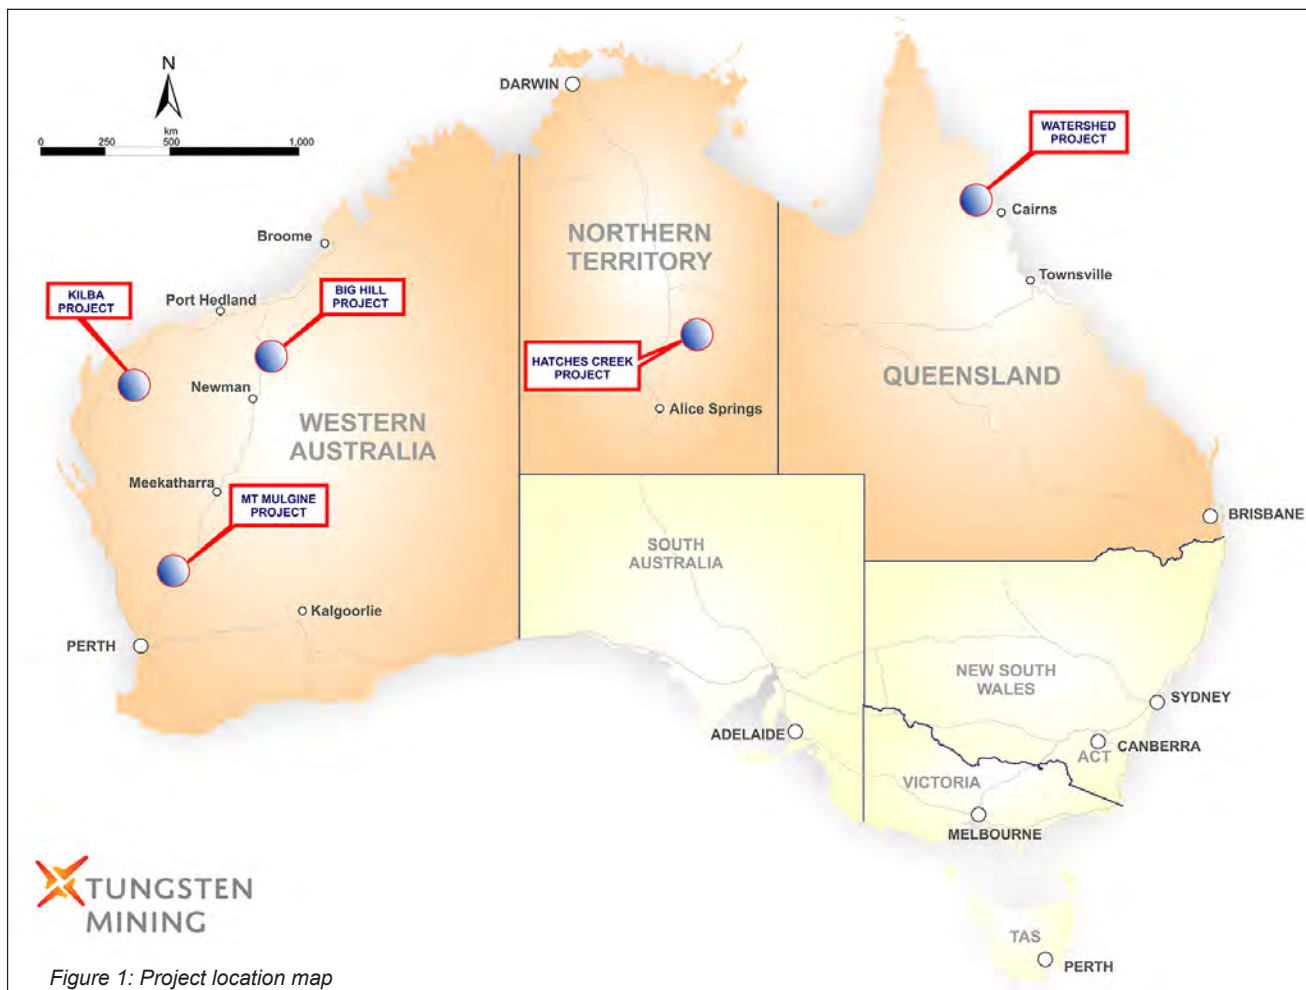 N
km
0 250 500 1,000
DARWIN
WATERSHED
PROJECT
Cairns
Broome
NORTHERN
TERRITORY
Townsville
KILBA
PROJECT
BIG HILL
PROJECT
Port Hedland
HATCHES CREEK
PROJECT
Newman
QUEENSLAND
Alice Springs
WESTERN
AUSTRALIA
Meekatharra
MT MULGINE
PROJECT
BRISBANE
SOUTH
AUSTRALIA
Kalgoorlie
PERTH
NEW SOUTH
WALES
SYDNEY
ADELAIDE
CANBERRA
ACT
VICTORIA
MELBOURNE
TUNGSTEN
MINING
TAS
PERTH
Figure 1: Project location map